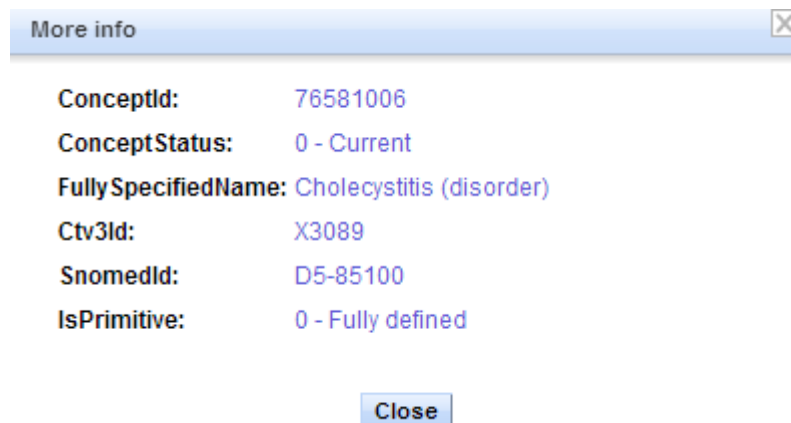 More info
ConceptId: 76581006
ConceptStatus: 0 - Current
FullySpecifiedName: Cholecystitis (disorder)
Ctv3Id: X3089
SnomedId: D5-85100
IsPrimitive: 0 - Fully defined
Close